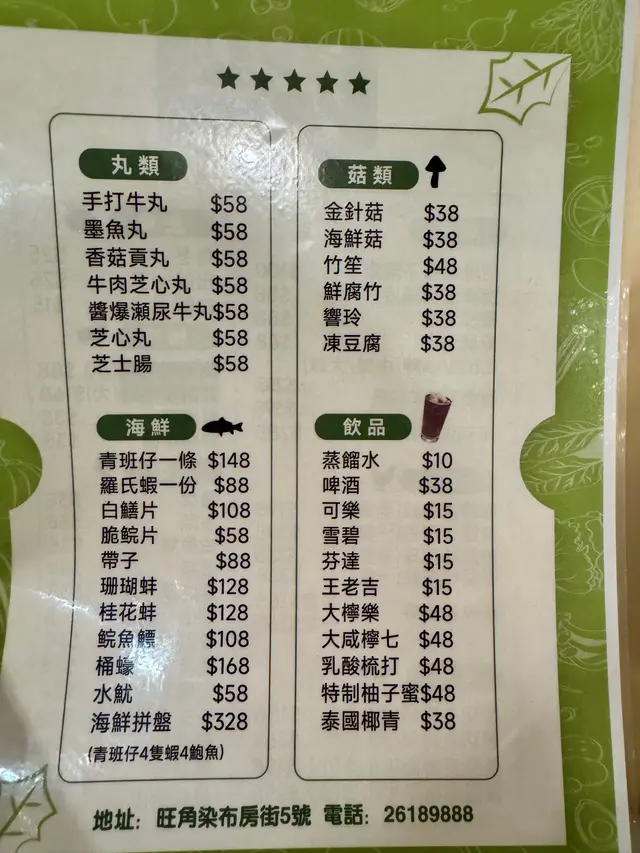 丸類
手打牛丸 $58
墨魚丸 $58
香菇貢丸 $58
牛肉芝心丸 $58
醬爆瀨尿牛丸$58
芝心丸 $58
芝士腸 $58
海鮮
青班仔一條 $148
羅氏蝦一份 $88
白鱔片 $108
脆鯇片 $58
帶子 $88
珊瑚蚌 $128
桂花蚌 $128
鯇魚鰾 $108
桶蠔 $168
水魷 $58
海鮮拼盤 $328
(青班仔4隻蝦4鮑魚)
菇類
金針菇 $38
海鮮菇 $38
竹笙 $48
鮮腐竹 $38
響玲 $38
凍豆腐 $38
飲品
蒸餾水 $10
啤酒 $38
可樂 $15
雪碧 $15
芬達 $15
王老吉 $15
大檸樂 $48
大咸檸七 $48
乳酸梳打 $48
特制柚子蜜$48
泰國椰青 $38
地址: 旺角染布房街5號 電話: 26189888